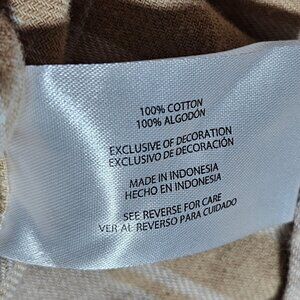 100% COTTON
100% ALGODÓN
EXCLUSIVE OF DECORATION
EXCLUSIVO DE DECORACIÓN
MADE IN INDONESIA
HECHO EN INDONESIA
SEE REVERSE FOR CARE
VER AL REVERSO PARA CUIDADO